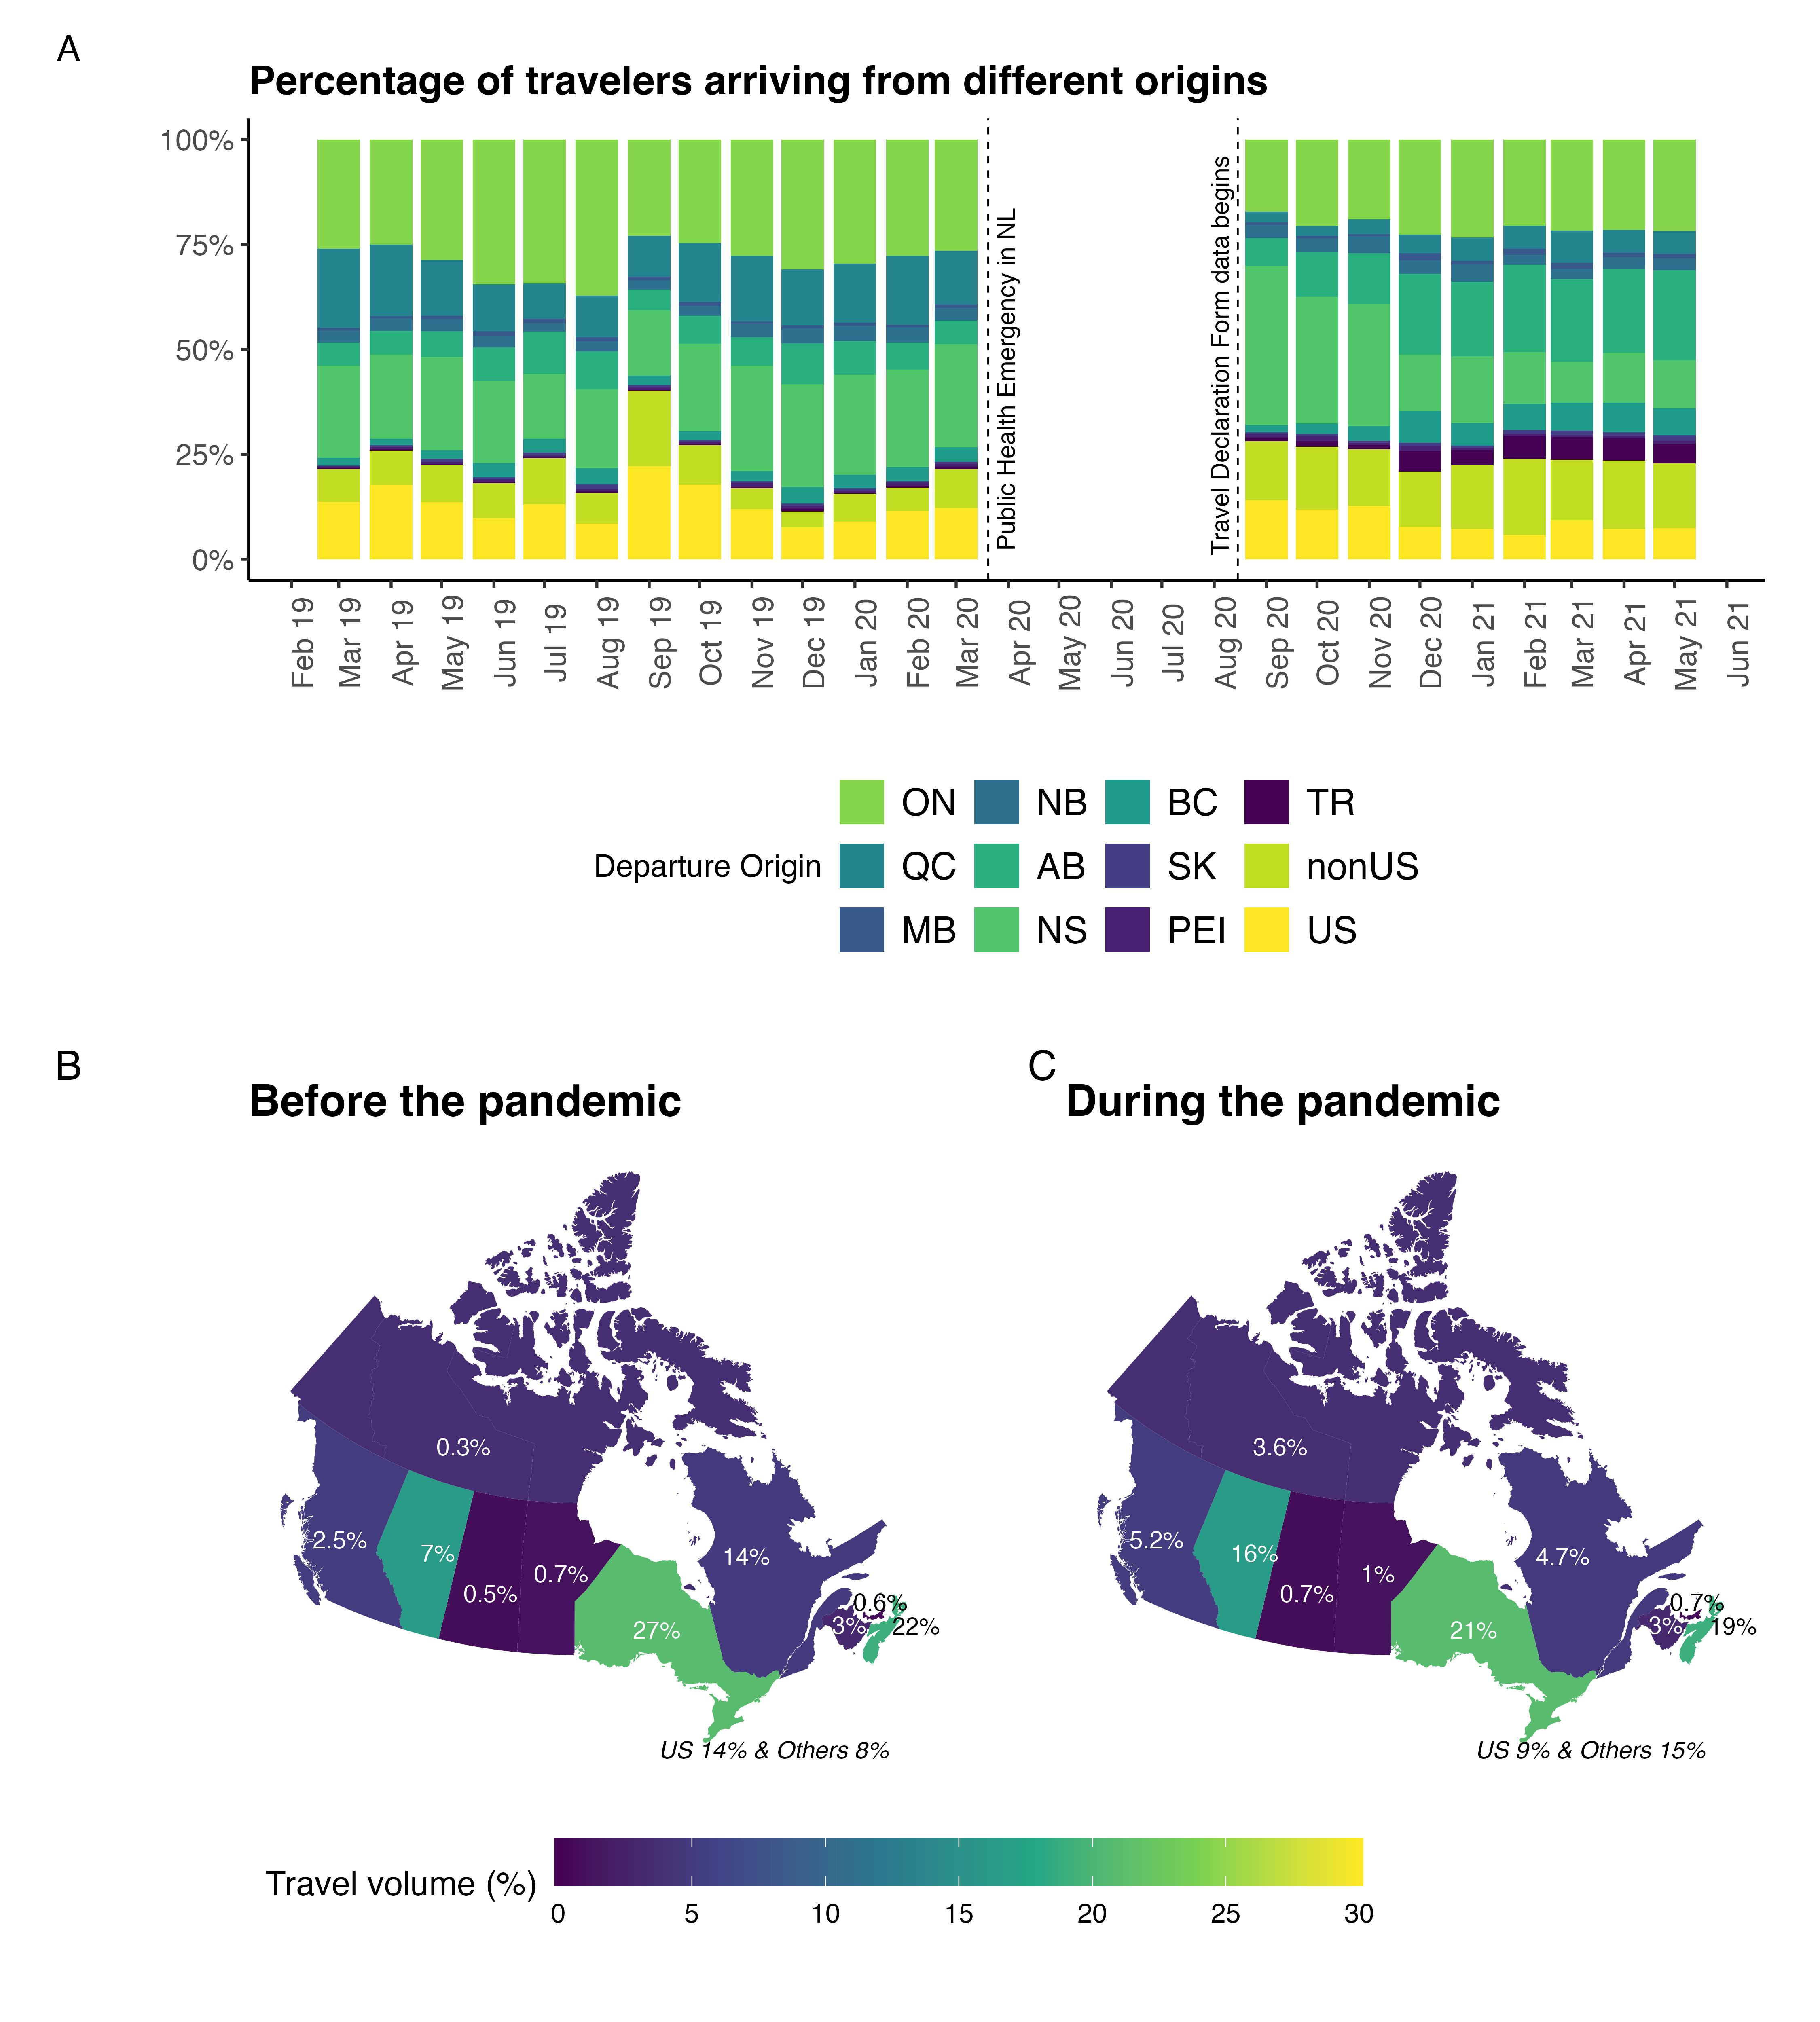 A
Percentage of travelers arriving from different origins
100%
75%
50%
25%
0%
Public Health Emergency in NL
Travel Declaration Form data begins
Feb 19
Mar 19
Apr 19
May 19
Jun 19
Jul 19
Aug 19
Sep 19
Oct 19
Nov 19
Dec 19
Jan 20
Feb 20
Mar 20
Apr 20
May 20
Jun 20
Jul 20
Aug 20
Sep 20
Oct 20
Nov 20
Dec 20
Jan 21
Feb 21
Mar 21
Apr 21
May 21
Jun 21
Departure Origin
ON NB BC TR
QC AB SK nonUS
MB NS PEI US
B
Before the pandemic
0.3%
2.5%
7%
0.5%
0.7%
27%
14%
0.6%
3%
22%
US 14% & Others 8%
C
During the pandemic
3.6%
5.2%
16%
0.7%
1%
21%
4.7%
0.7%
3%
19%
US 9% & Others 15%
Travel volume (%)
0 5 10 15 20 25 30